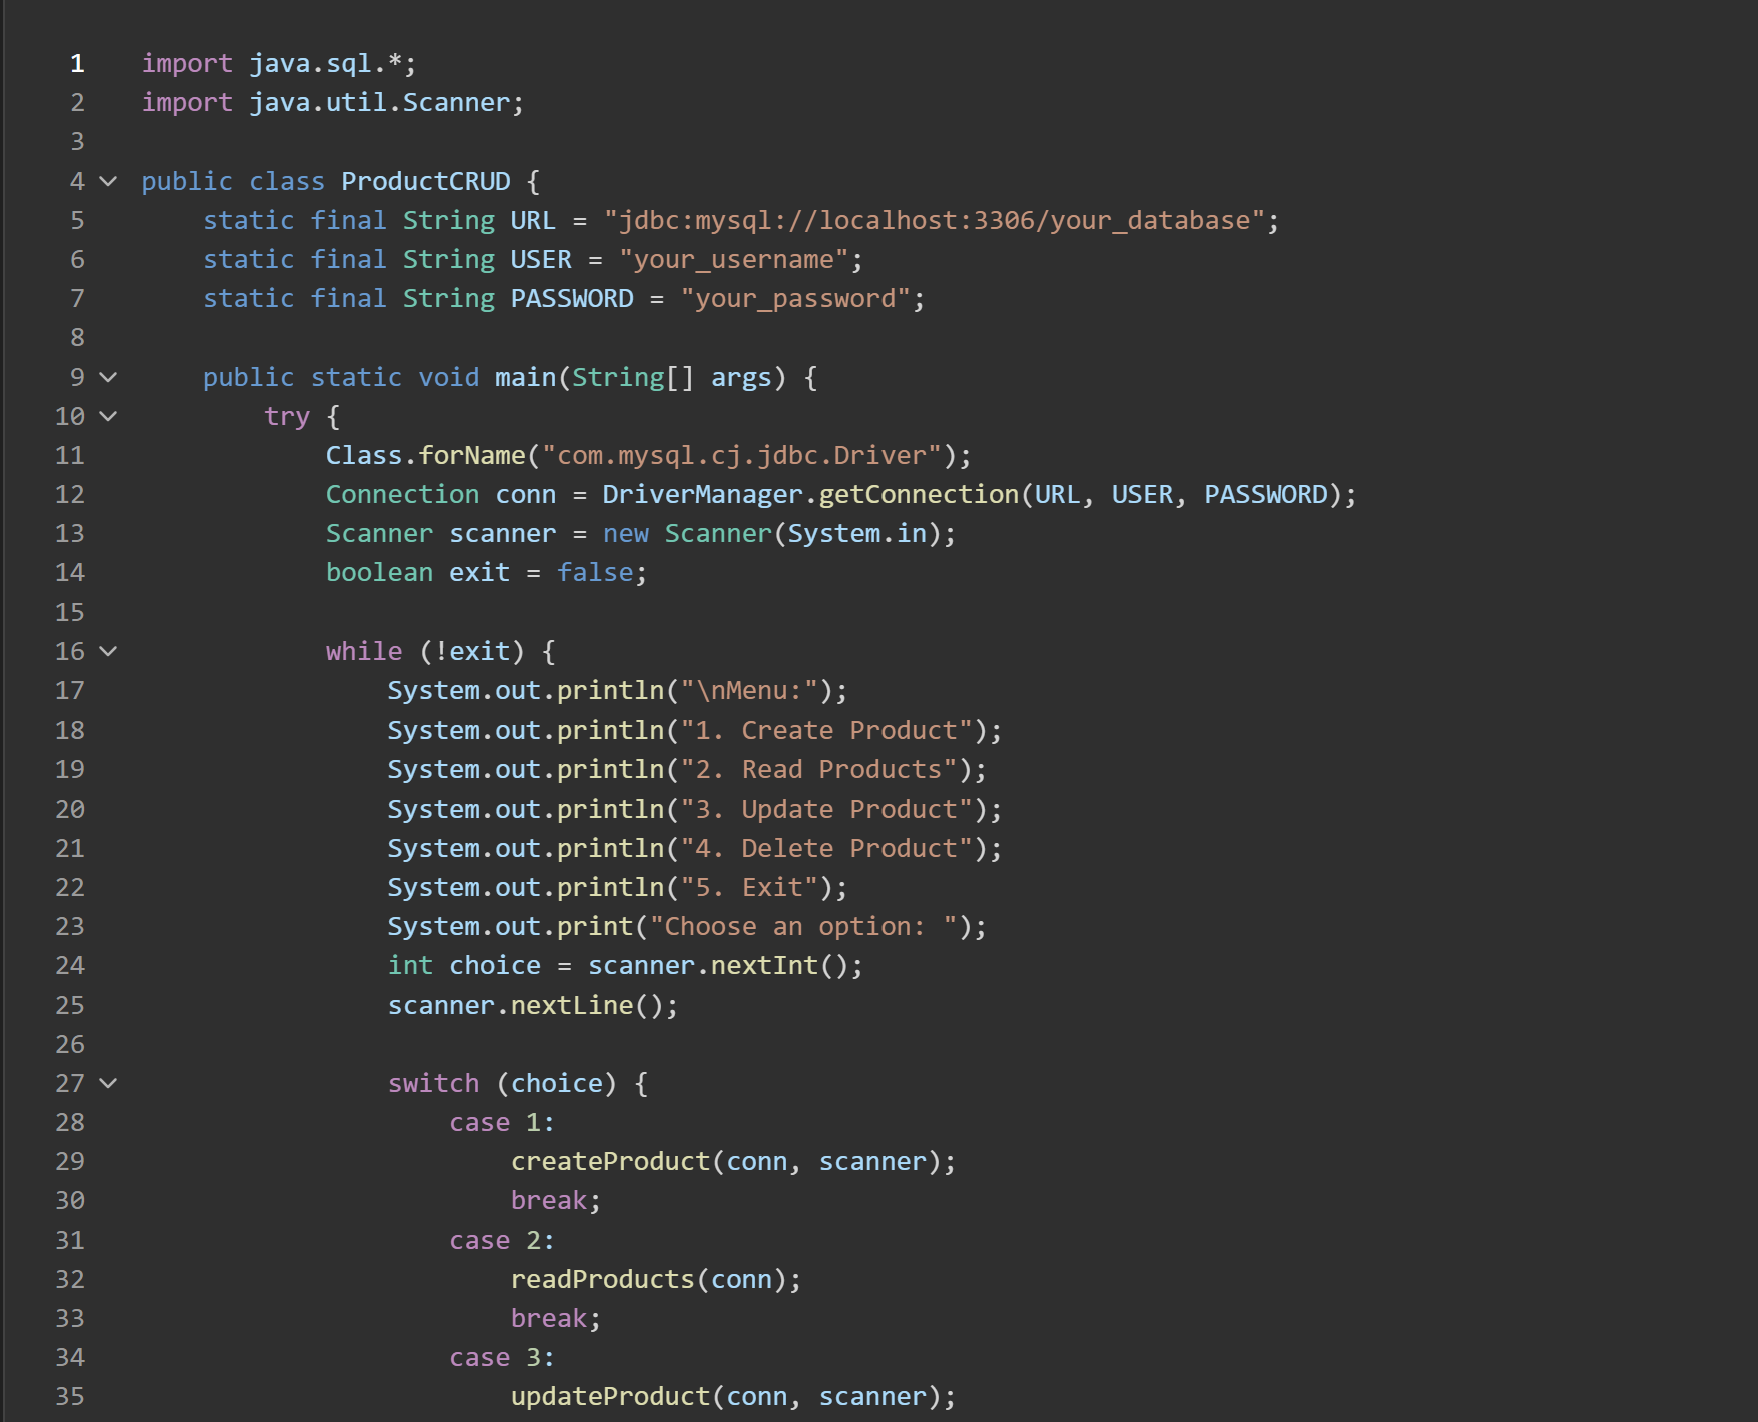 1 import java.sql.*;
2 import java.util.Scanner;
3
4 public class ProductCRUD {
5     static final String URL = "jdbc:mysql://localhost:3306/your_database";
6     static final String USER = "your_username";
7     static final String PASSWORD = "your_password";
8
9     public static void main(String[] args) {
10         try {
11             Class.forName("com.mysql.cj.jdbc.Driver");
12             Connection conn = DriverManager.getConnection(URL, USER, PASSWORD);
13             Scanner scanner = new Scanner(System.in);
14             boolean exit = false;
15
16             while (!exit) {
17                 System.out.println("\nMenu:");
18                 System.out.println("1. Create Product");
19                 System.out.println("2. Read Products");
20                 System.out.println("3. Update Product");
21                 System.out.println("4. Delete Product");
22                 System.out.println("5. Exit");
23                 System.out.print("Choose an option: ");
24                 int choice = scanner.nextInt();
25                 scanner.nextLine();
26
27                 switch (choice) {
28                     case 1:
29                         createProduct(conn, scanner);
30                         break;
31                     case 2:
32                         readProducts(conn);
33                         break;
34                     case 3:
35                         updateProduct(conn, scanner);